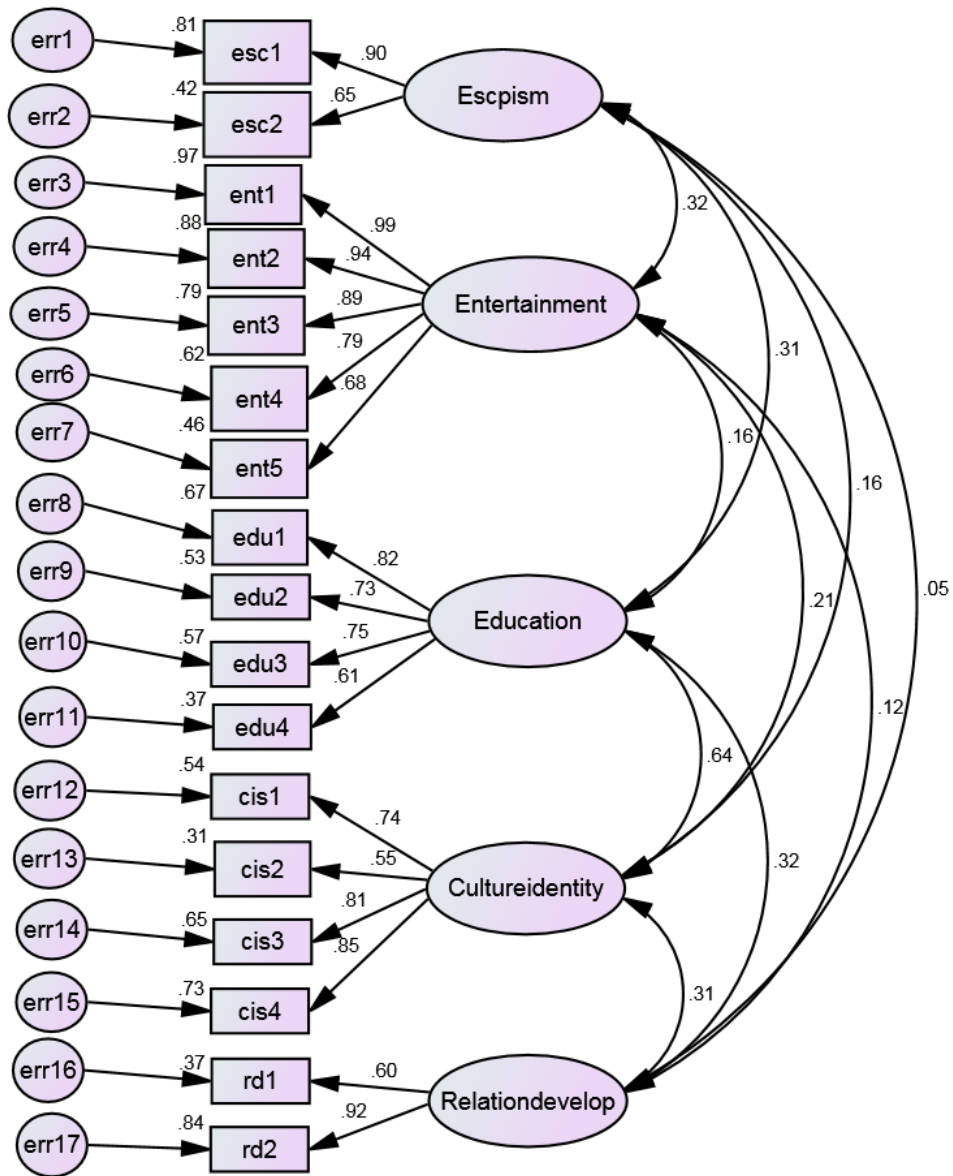 err1
.81
esc1
.90
Escpism
err2
.42
esc2
.65
err3
.97
ent1
.99
.32
err4
.88
ent2
.94
Entertainment
err5
.79
ent3
.89
.31
err6
.62
ent4
.79
err7
.46
ent5
.68
.16
.16
err8
.67
edu1
.82
err9
.53
edu2
.73
Education
.21
.05
err10
.57
edu3
.75
err11
.37
edu4
.61
.64
.12
err12
.54
cis1
.74
err13
.31
cis2
.55
Cultureidentity
.32
err14
.65
cis3
.81
err15
.73
cis4
.85
.31
err16
.37
rd1
.60
Relationdevelop
err17
.84
rd2
.92